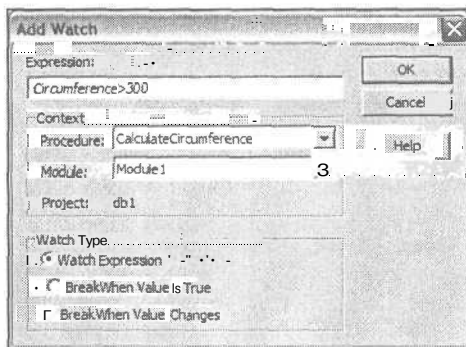 Add Watch
Expression:
Circumference>300
OK
Cancel
Context
Procedure: CalculateCircumference
Help
Module: Module1
3
Project: db1
Watch Type
Watch Expression
Break When Value Is True
Break When Value Changes